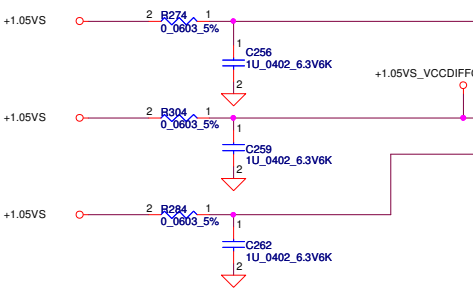 +1.05VS
2
R274
1
0_0603_5%
1
C256
1U_0402_6.3V6K
2
+1.05VS_VCCDIFF
+1.05VS
2
R304
1
0_0603_5%
1
C259
1U_0402_6.3V6K
2
+1.05VS
2
R284
1
0_0603_5%
1
C262
1U_0402_6.3V6K
2